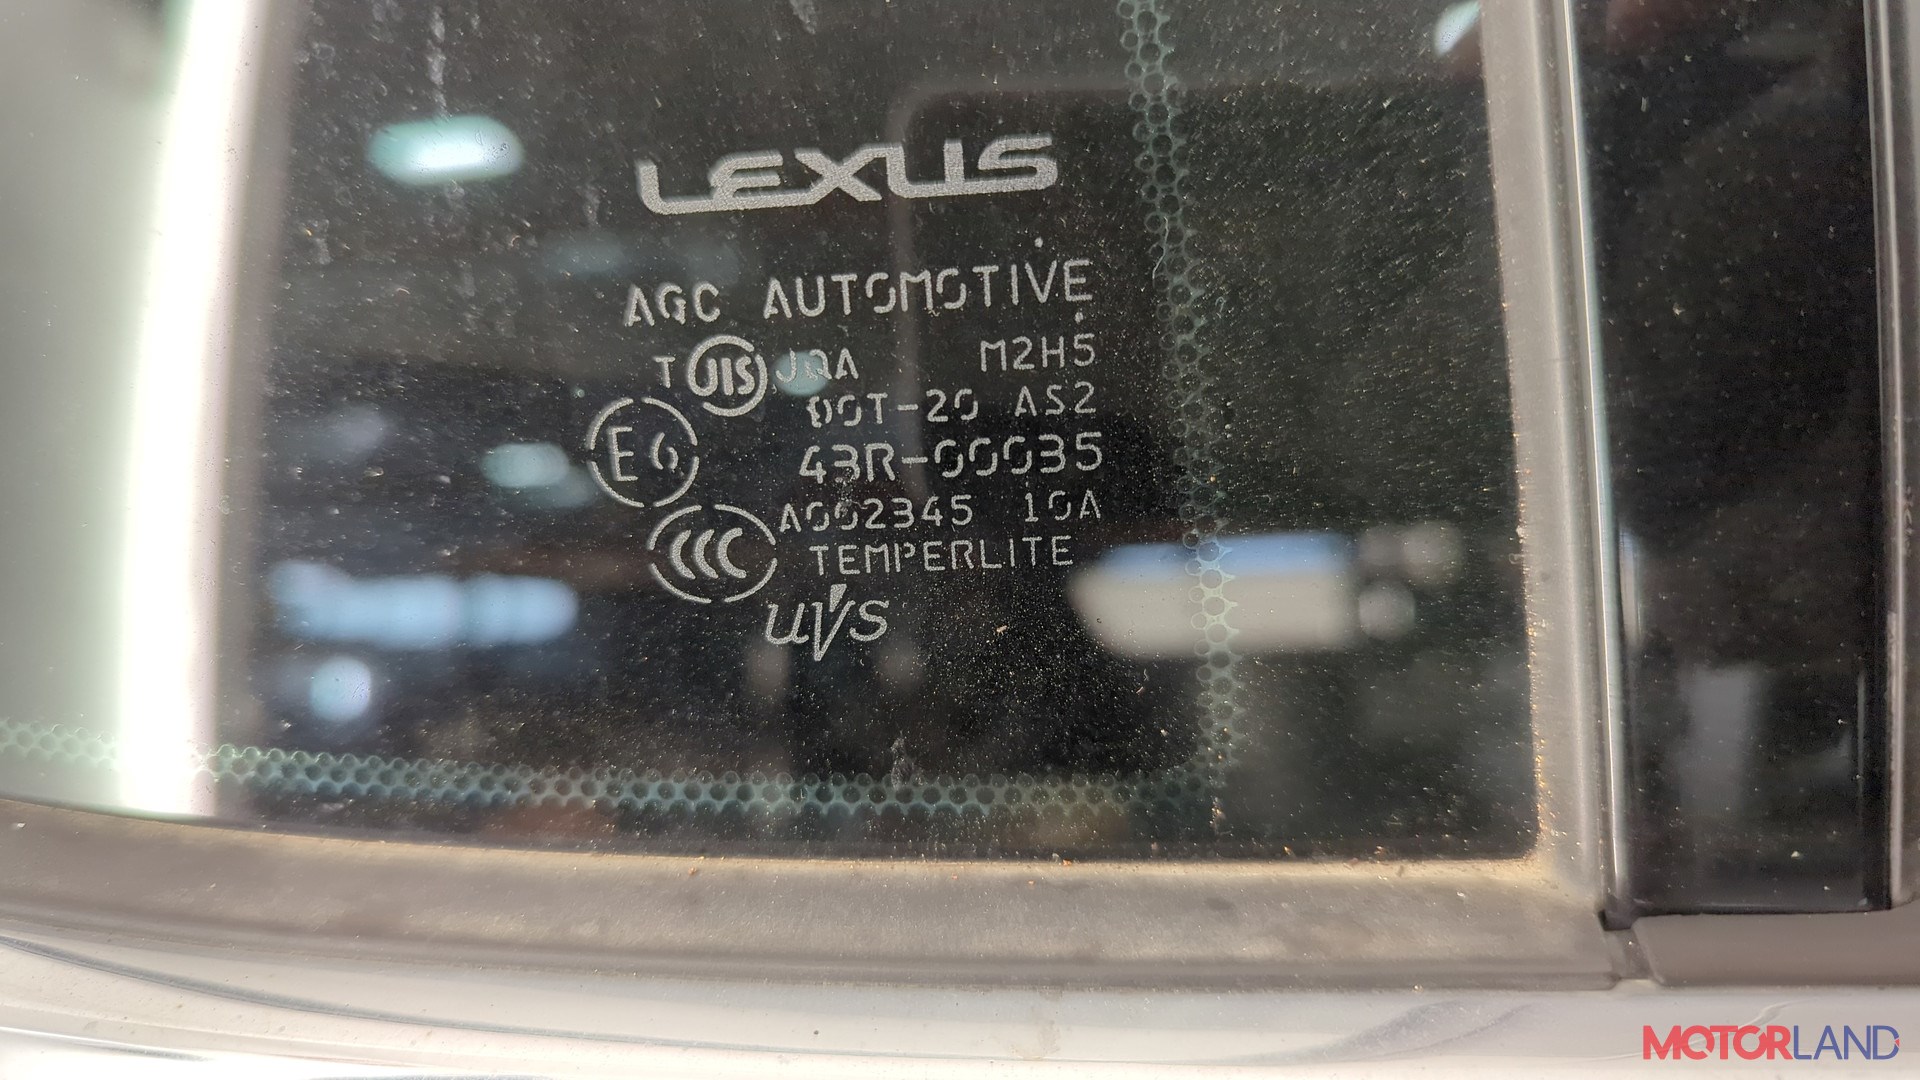 LEXUS
AGC AUTOMOTIVE
T JIS JQA M2H5
DOT-20 AS2
E6 43R-00035
A002345 10A
CCC TEMPERLITE
uvs
MOTORLAND